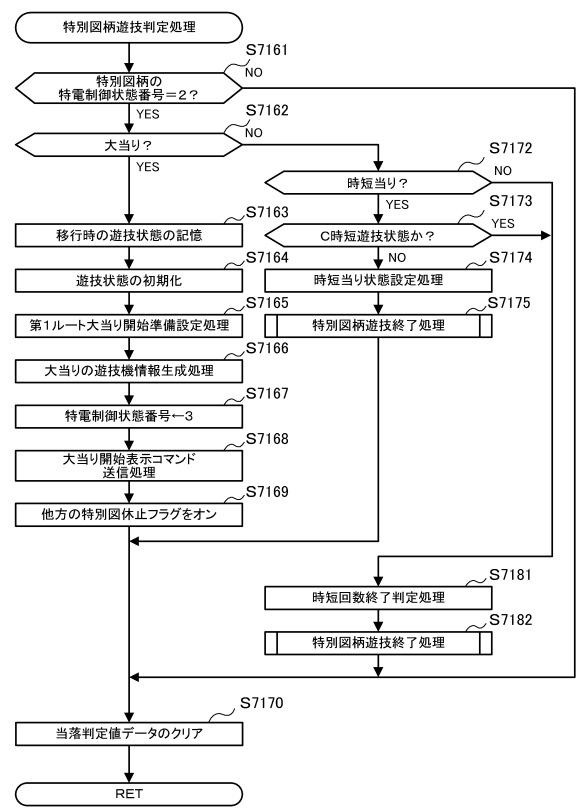 特別図柄遊技判定処理
S7161
特別図柄の
特電制御状態番号=2?
NO
YES
S7162
大当り?
NO
YES
S7172
時短当り?
NO
YES
S7173
C時短遊技状態か?
YES
NO
S7163
移行時の遊技状態の記憶
S7174
時短当り状態設定処理
S7164
遊技状態の初期化
S7175
特別図柄遊技終了処理
S7165
第1ルート大当り開始準備設定処理
S7166
大当りの遊技機情報生成処理
S7167
特電制御状態番号←3
S7168
大当り開始表示コマンド
送信処理
S7169
他方の特別図休止フラグをオン
S7181
時短回数終了判定処理
S7182
特別図柄遊技終了処理
S7170
当落判定値データのクリア
RET